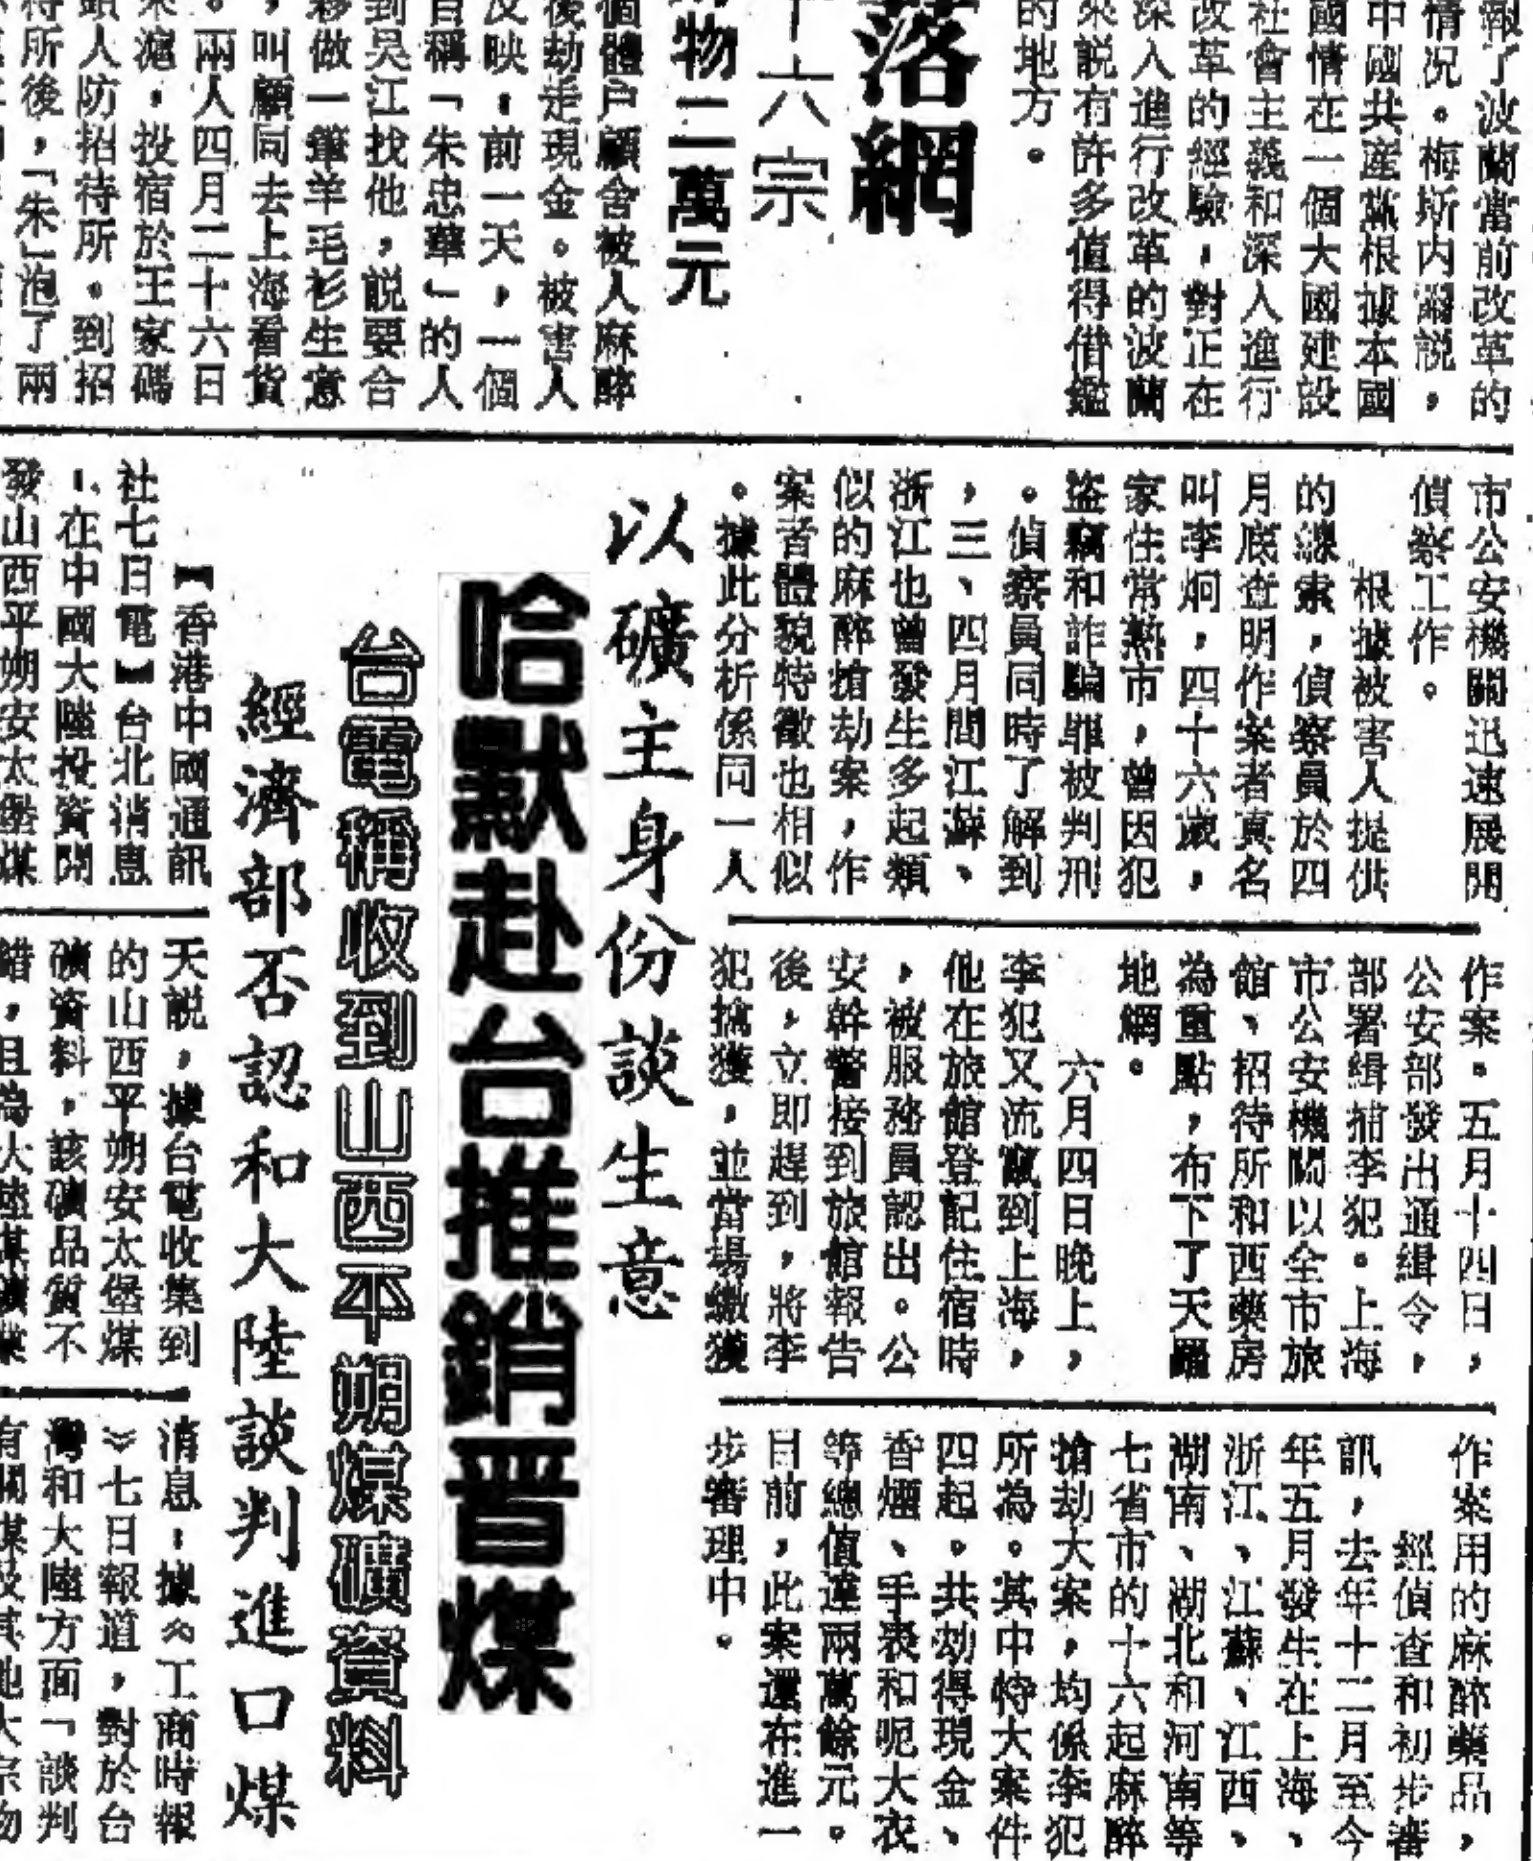 報了波蘭當前改革的
情况。梅斯内爾説，
中國共産黨根據本國
國情在一個大國建設
社會主義和深入進行
改革的經驗，對正在
深入進行改革的波蘭
來説有許多值得借鑑
的地方。
落網
十六宗
物二萬元
個體户顧舍被人麻醉
後劫走現金。被害人
反映：前一天，一個
自稱「朱忠華」的人
到吴江找他，説要合
夥做一筆羊毛衫生意
，叫顧同去上海看貨
。兩人四月二十六日
來滬，投宿於王家碼
頭人防招待所。到招
待所後，「朱」泡了兩
市公安機關迅速展開
偵察工作。
根據被害人提供
的綫索，偵察員於四
月底查明作案者真名
叫李炯，四十六歲，
家住常熟市，曾因犯
盜竊和詐騙罪被判刑
。偵察員同時了解到
，三、四月間江蘇、
浙江也曾發生多起類
似的麻醉搶劫案，作
案者體貌特徵也相似
。據此分析係同一人
作案。五月十四日，
公安部發出通緝令，
部署緝捕李犯。上海
市公安機關以全市旅
館、招待所和西藥房
為重點，布下了天羅
地網。
六月四日晚上，
李犯又流竄到上海，
他在旅館登記住宿時
，被服務員認出。公
安幹警接到旅館報告
後，立即趕到，將李
犯擒獲，並當場繳獲
作案用的麻醉藥品，
經偵查和初步審
訊，去年十二月至今
年五月發生在上海、
浙江、江蘇、江西、
湖南、湖北和河南等
七省市的十六起麻醉
搶劫大案，均係李犯
所為。其中特大案件
四起。共劫得現金、
香煙、手表和呢大衣
等總值達兩萬餘元。
目前，此案還在進一
步審理中。
以礦主身份談生意
哈默赴台推銷晋煤
台電稱收到山西平朔煤礦資料
經濟部否認和大陸談判進口煤
【香港中國通訊
社七日電】台北消息
：在中國大陸投資開
發山西平朔安太堡煤
天説，據台電收集到
的山西平朔安太堡煤
礦資料，該礦品質不
錯，且為大陸煤礦業
消息：據《工商時報
》七日報道，對於台
灣和大陸方面「談判
有關煤及其他大宗物